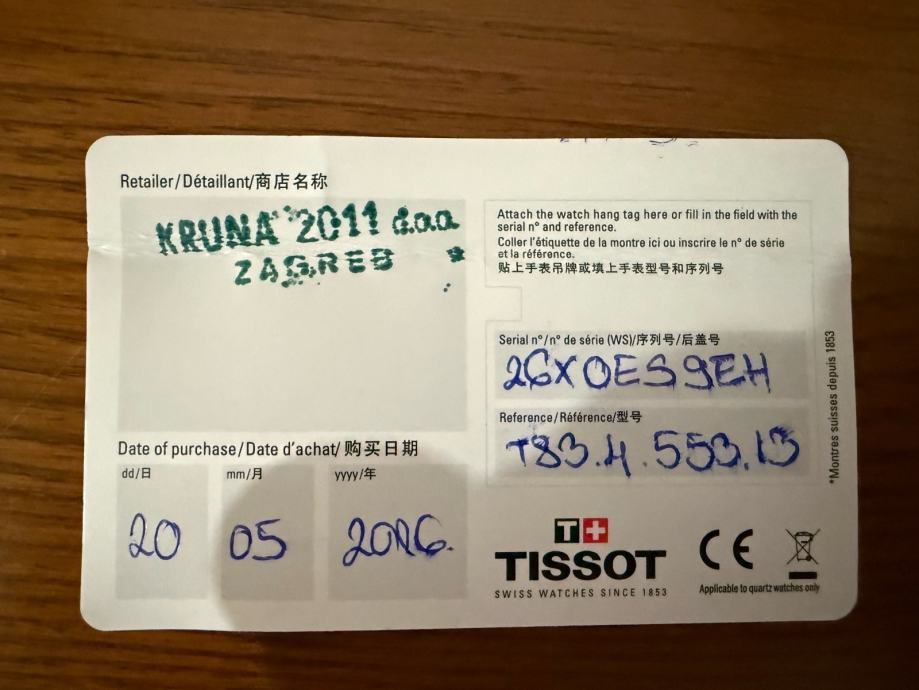 Retailer/Détaillant/商店名称
KRUNA 2011 d.o.o.
ZAGREB
Attach the watch hang tag here or fill in the field with the
serial n° and reference.
Coller l'étiquette de la montre ici ou inscrire le n° de série
et la référence.
贴上手表吊牌或填上手表型号和序列号
Serial n°/n° de série (WS)/序列号/后盖号
26XOES9EH
Reference/Référence/型号
T83.4.553.13
Date of purchase/Date d'achat/购买日期
dd/日 mm/月 yyyy/年
20 05 2026.
T+
TISSOT
SWISS WATCHES SINCE 1853
CE
Applicable to quartz watches only
*Montres suisses depuis 1853